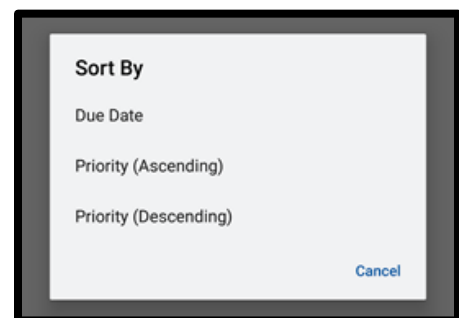 Sort By
Due Date
Priority (Ascending)
Priority (Descending)
Cancel